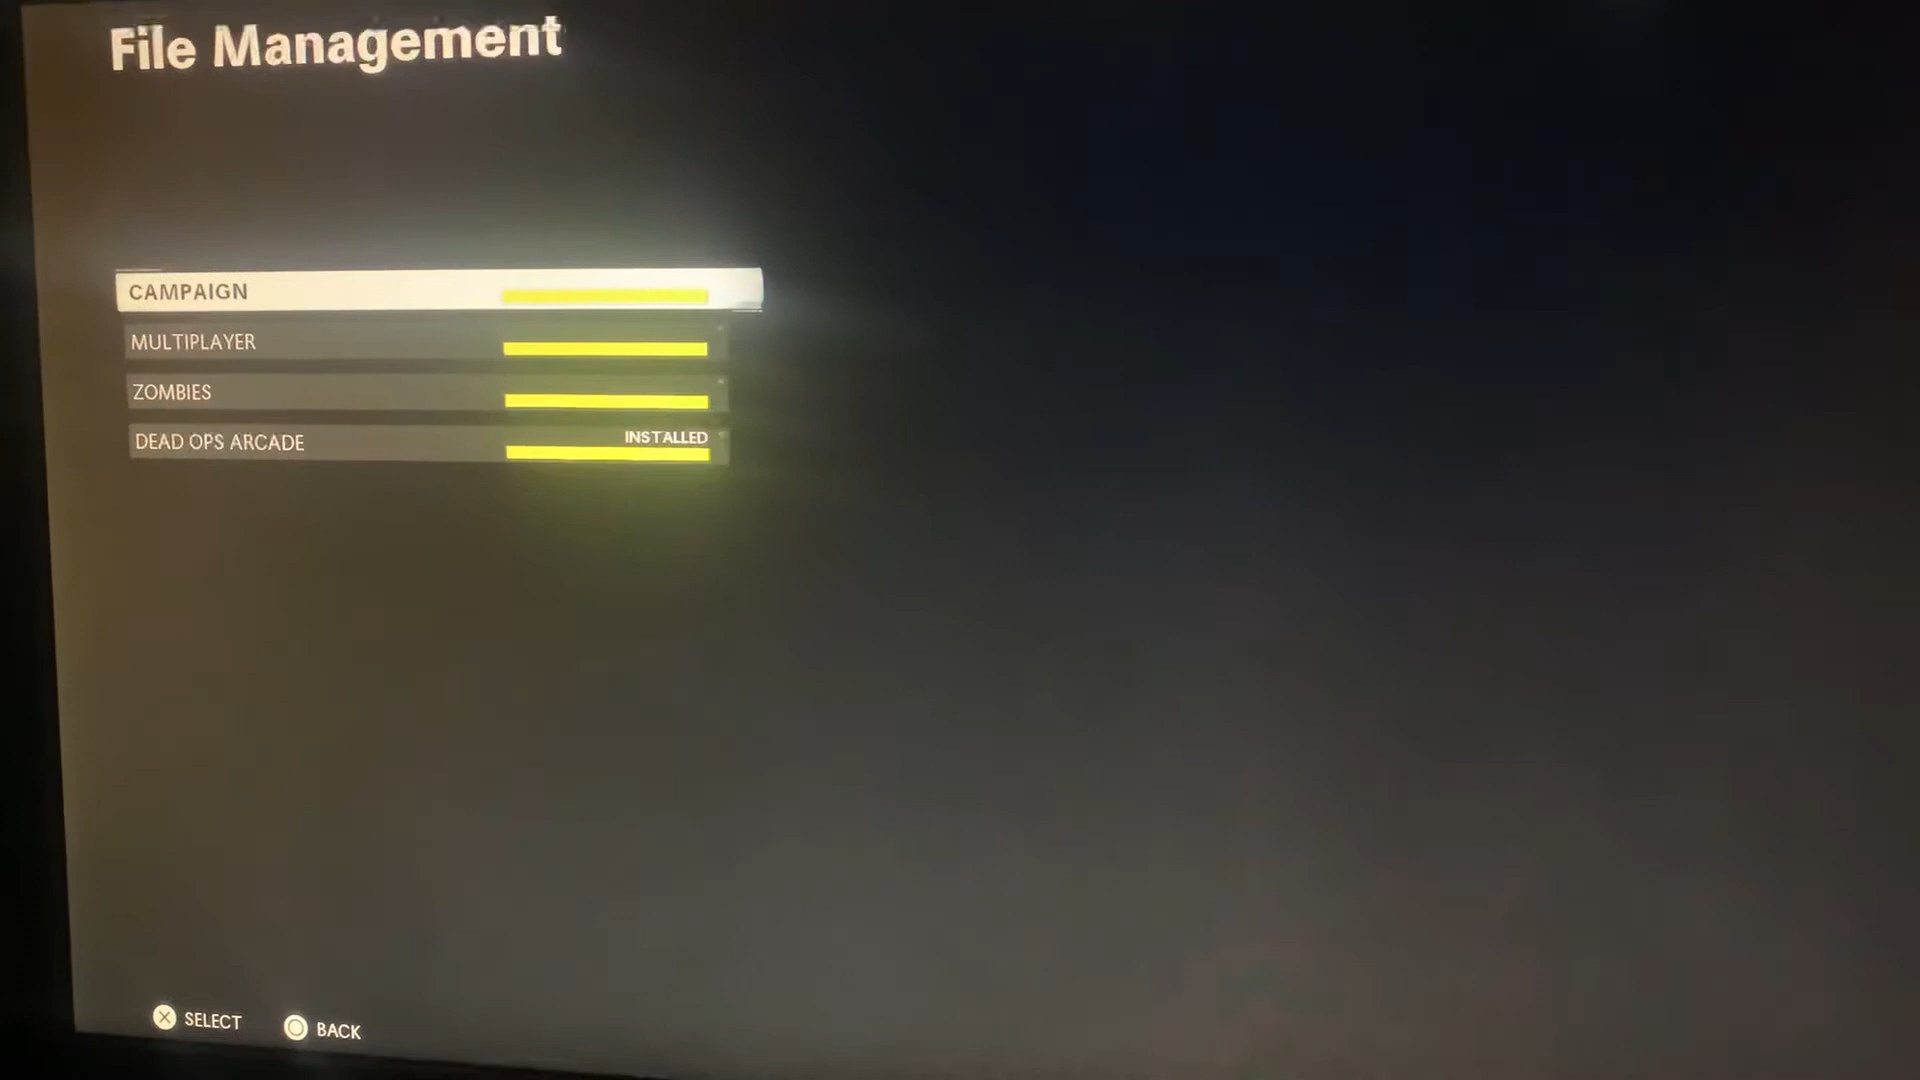 File Management
CAMPAIGN
MULTIPLAYER
ZOMBIES
DEAD OPS ARCADE INSTALLED
SELECT BACK